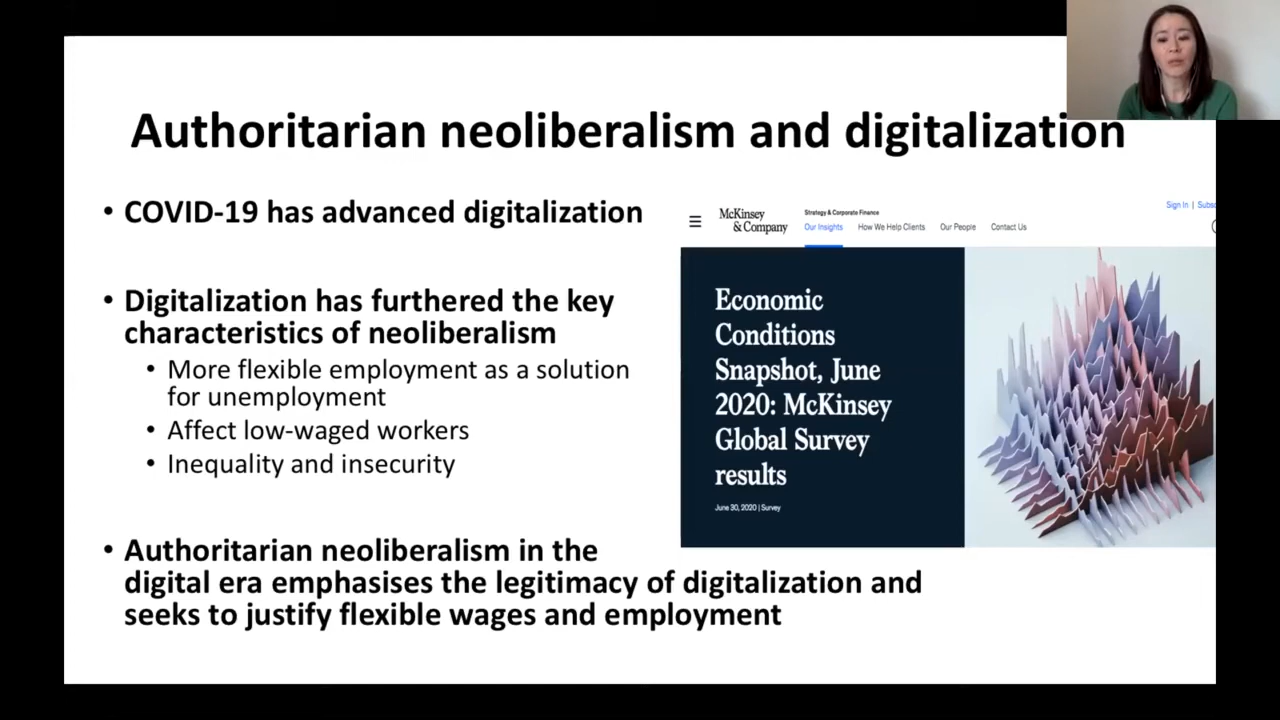 Authoritarian neoliberalism and digitalization
• COVID-19 has advanced digitalization
• Digitalization has furthered the key
characteristics of neoliberalism
• More flexible employment as a solution
for unemployment
• Affect low-waged workers
• Inequality and insecurity
• Authoritarian neoliberalism in the
digital era emphasises the legitimacy of digitalization and
seeks to justify flexible wages and employment
Sign In | Subsc
McKinsey
& Company
Strategy & Corporate Finance
Our Insights How We Help Clients Our People Contact Us
Economic
Conditions
Snapshot, June
2020: McKinsey
Global Survey
results
June 30, 2020 | Survey